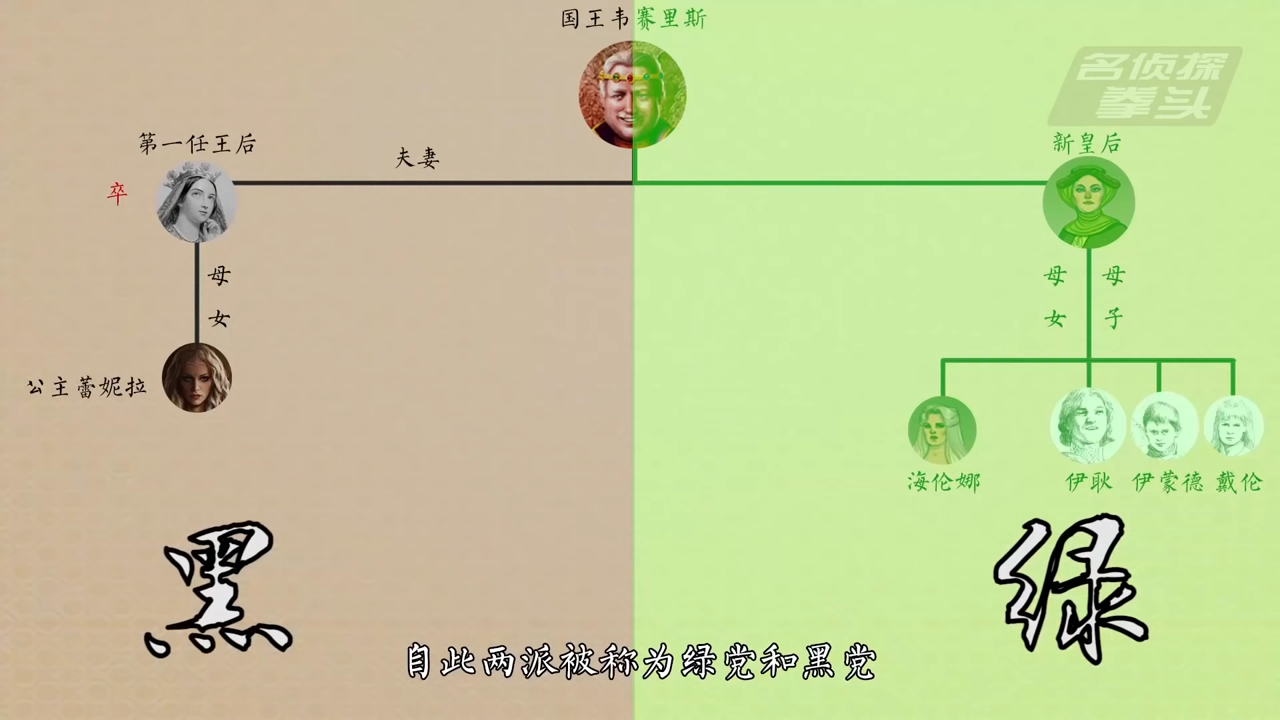 国王韦赛里斯
名侦探
拳头
第一任王后
夫妻
新皇后
卒
母
女
母
女
母
子
公主蕾妮拉
海伦娜
伊耿
伊蒙德
戴伦
黑
绿
自此两派被称为绿党和黑党